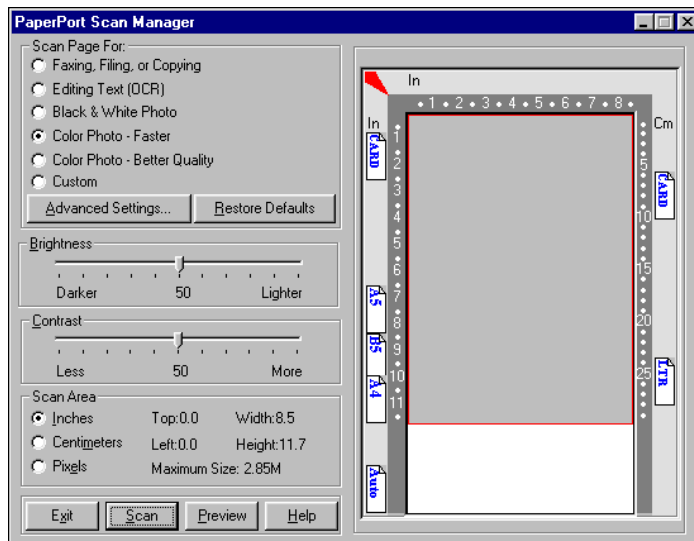 PaperPort Scan Manager
Scan Page For:
Faxing, Filing, or Copying
Editing Text (OCR)
Black & White Photo
Color Photo - Faster
Color Photo - Better Quality
Custom
Advanced Settings...
Restore Defaults
Brightness
Darker 50 Lighter
Contrast
Less 50 More
Scan Area
Inches Top:0.0 Width:8.5
Centimeters Left:0.0 Height:11.7
Pixels Maximum Size: 2.85M
Exit Scan Preview Help
In
1 2 3 4 5 6 7 8
In
1
2
3
4
5
6
7
8
9
10
11
CARD
A5
B5
A4
Auto
Cm
5
10
15
20
25
CARD
LTR